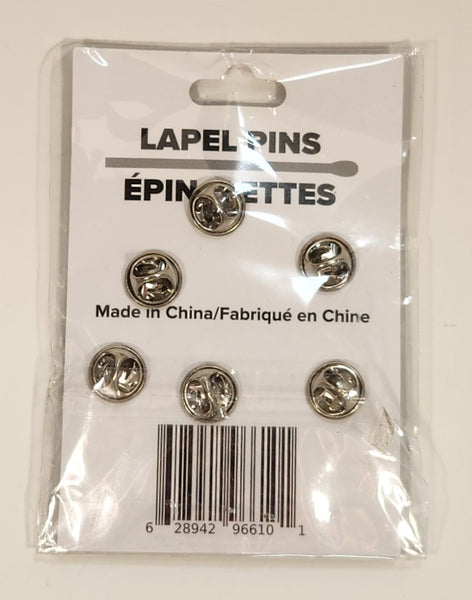 LAPEL PINS
ÉPIN ETTES
Made in China/Fabriqué en Chine
6 28942 96610 1